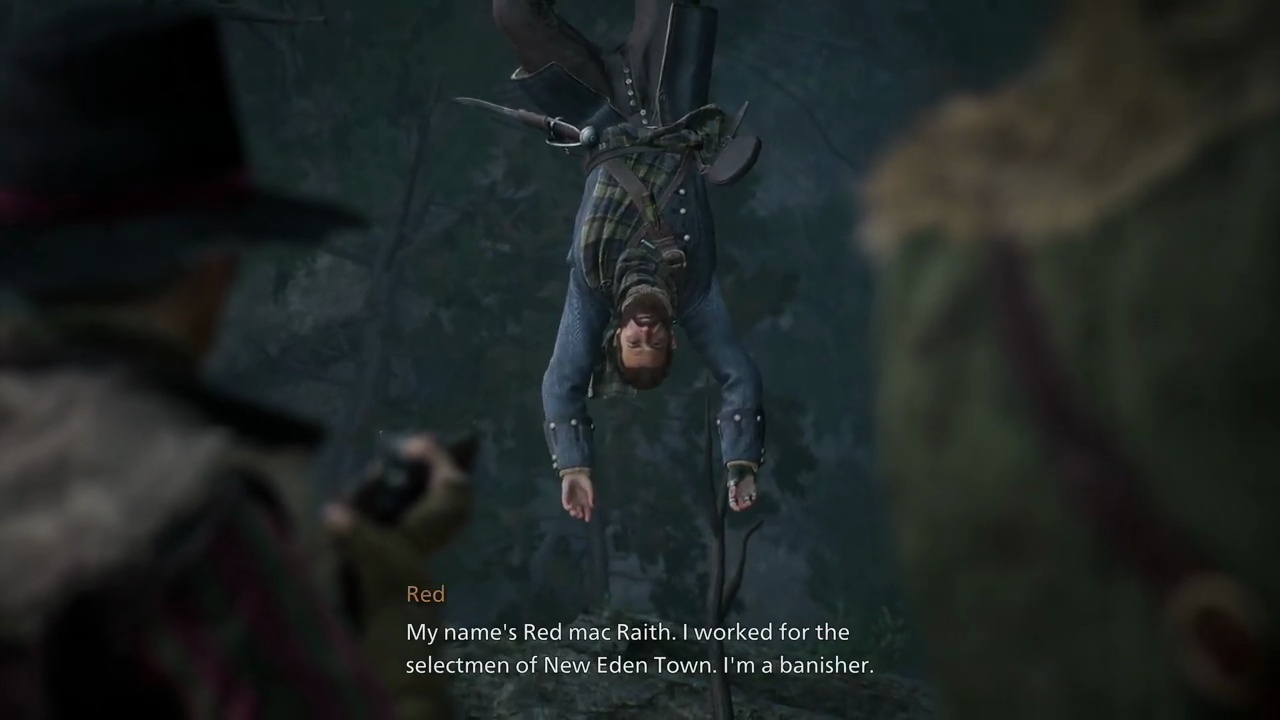 Red
My name's Red mac Raith. I worked for the
selectmen of New Eden Town. I'm a banisher.